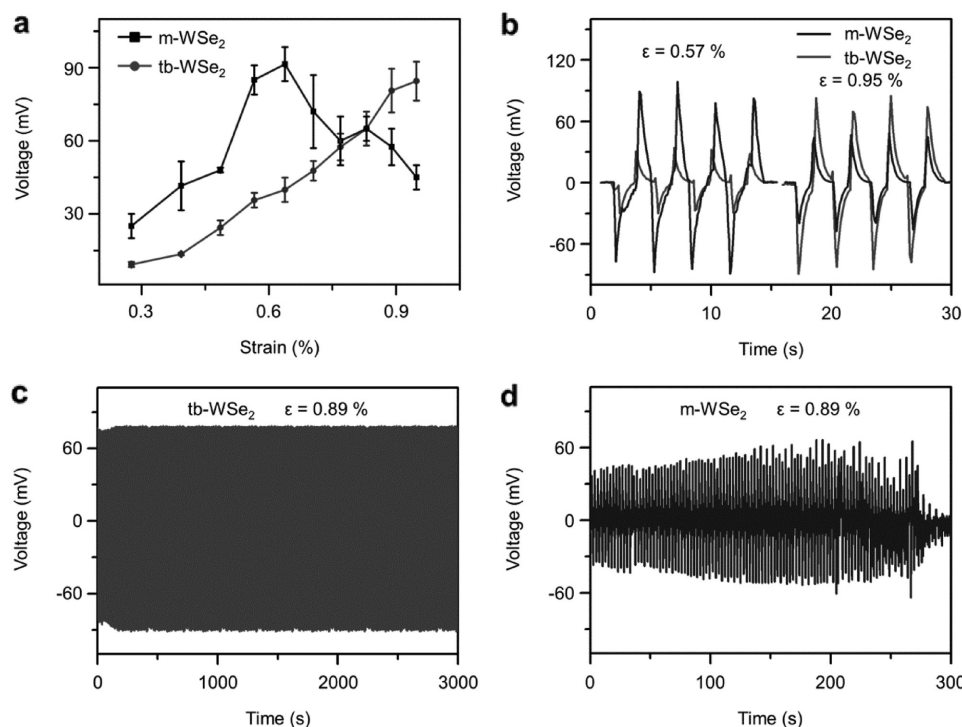 a
m-WSe2
tb-WSe2
90
60
30
Voltage (mV)
0.3 0.6 0.9
Strain (%)
b
ε = 0.57 %
m-WSe2
tb-WSe2
ε = 0.95 %
120
60
0
-60
Voltage (mV)
0 10 20 30
Time (s)
c
tb-WSe2 ε = 0.89 %
60
0
-60
Voltage (mV)
0 1000 2000 3000
Time (s)
d
m-WSe2 ε = 0.89 %
60
0
-60
Voltage (mV)
0 100 200 300
Time (s)